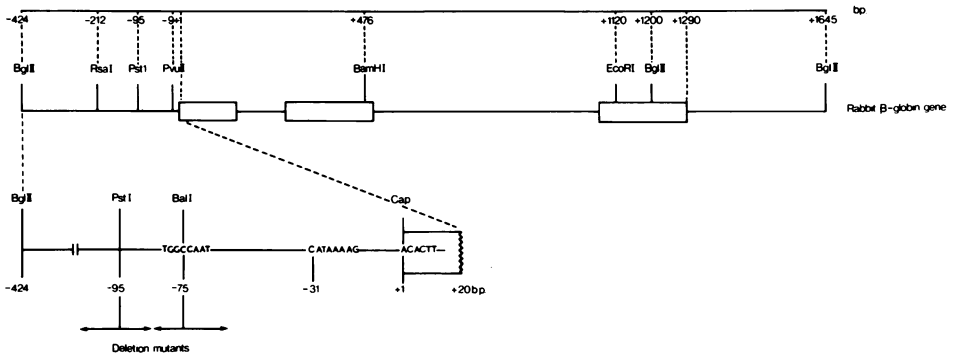 -424 -212 -95 -9+1 +476 +1120 +1200 +1290 +1645 bp
BglII RsaI Pst1 PvuII BamHI EcoRI BglII BglII
Rabbit β-globin gene
BglII PstI BalI Cap
TGGCCAAT CATAAAAG ACACTT
-424 -95 -75 -31 +1 +20bp.
Deletion mutants